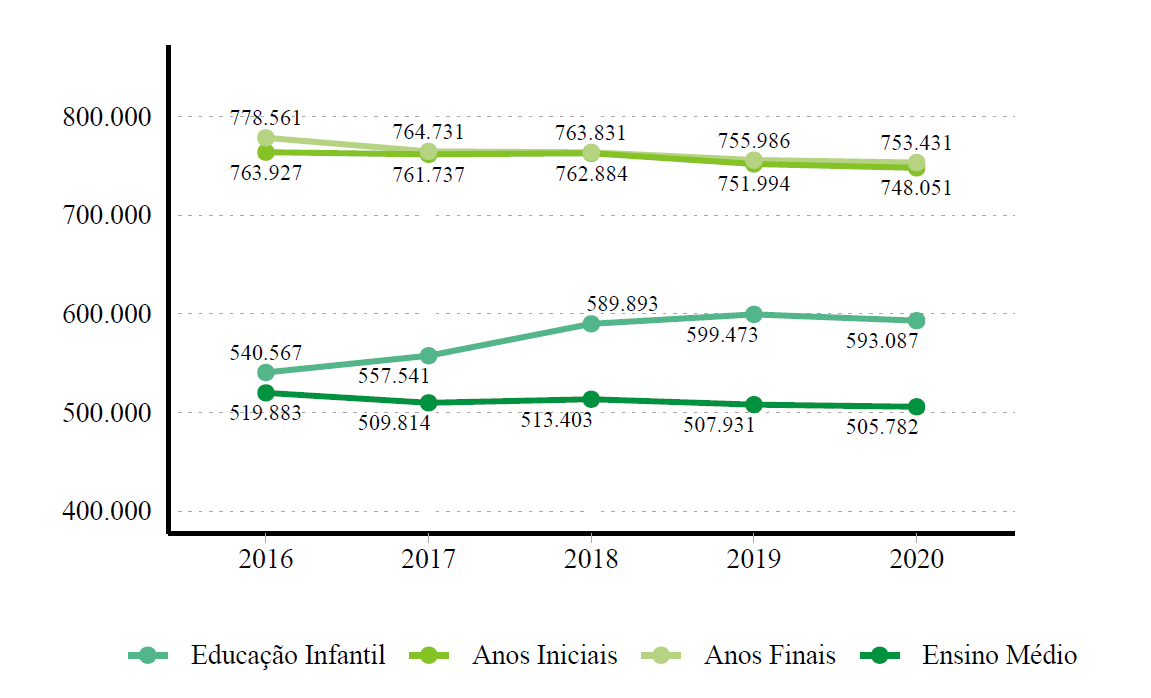 800.000
700.000
600.000
500.000
400.000
778.561 764.731 763.831 755.986 753.431
763.927 761.737 762.884 751.994 748.051
540.567 557.541 589.893 599.473 593.087
519.883 509.814 513.403 507.931 505.782
2016 2017 2018 2019 2020
Educação Infantil Anos Iniciais Anos Finais Ensino Médio